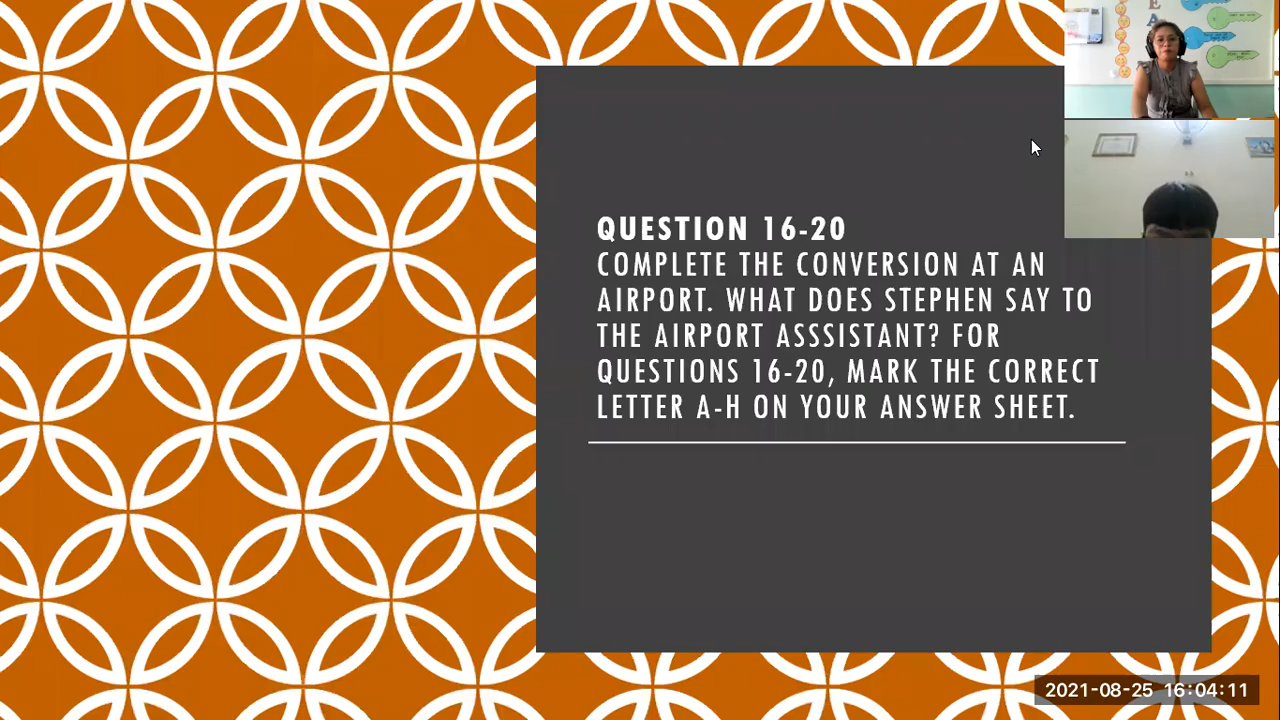 QUESTION 16-20
COMPLETE THE CONVERSION AT AN
AIRPORT. WHAT DOES STEPHEN SAY TO
THE AIRPORT ASSSISTANT? FOR
QUESTIONS 16-20, MARK THE CORRECT
LETTER A-H ON YOUR ANSWER SHEET.
2021-08-25 16:04:11